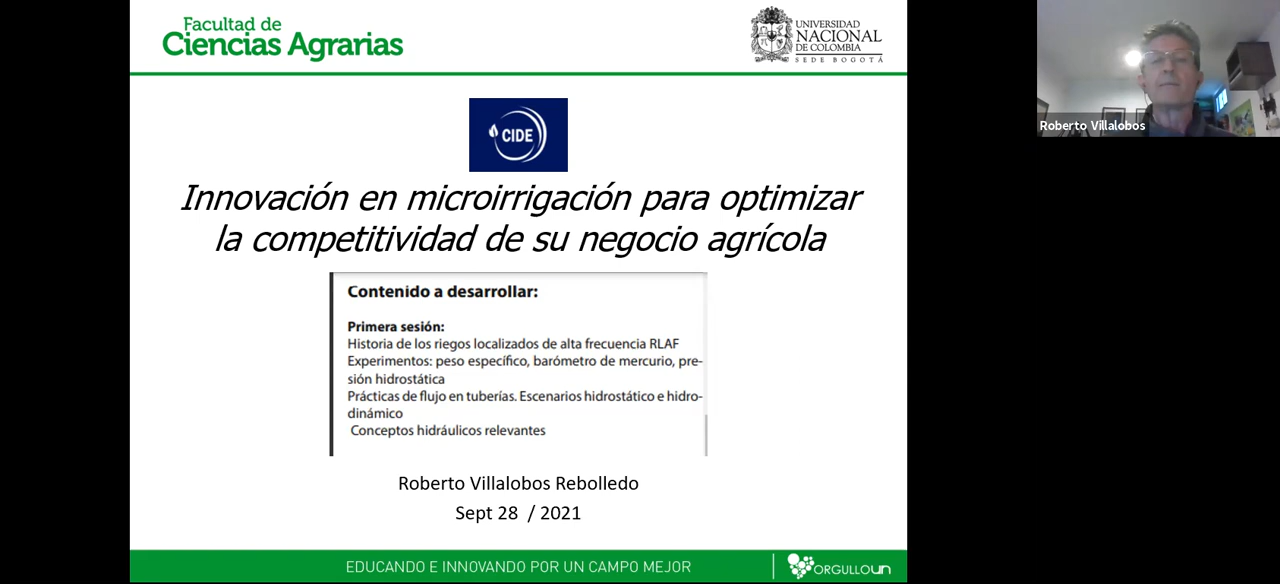 Facultad de
Ciencias Agrarias
UNIVERSIDAD
NACIONAL
DE COLOMBIA
SEDE BOGOTÁ
CIDE
Innovación en microirrigación para optimizar
la competitividad de su negocio agrícola
Contenido a desarrollar:
Primera sesión:
Historia de los riegos localizados de alta frecuencia RLAF
Experimentos: peso específico, barómetro de mercurio, pre-
sión hidrostática
Prácticas de flujo en tuberías. Escenarios hidrostático e hidro-
dinámico
Conceptos hidráulicos relevantes
Roberto Villalobos Rebolledo
Sept 28 / 2021
EDUCANDO E INNOVANDO POR UN CAMPO MEJOR
ORGULLOUN
Roberto Villalobos